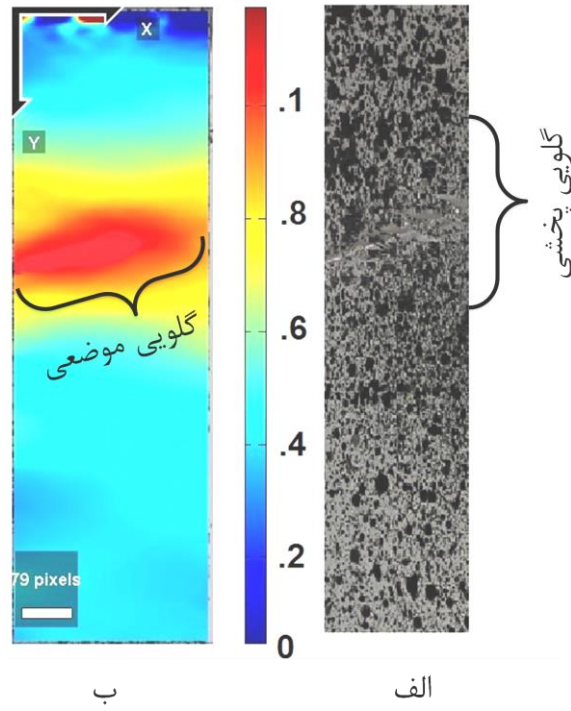 X
Y
گلویی موضعی
79 pixels
.1
.8
.6
.4
.2
0
گلویی پخشی
ب
الف